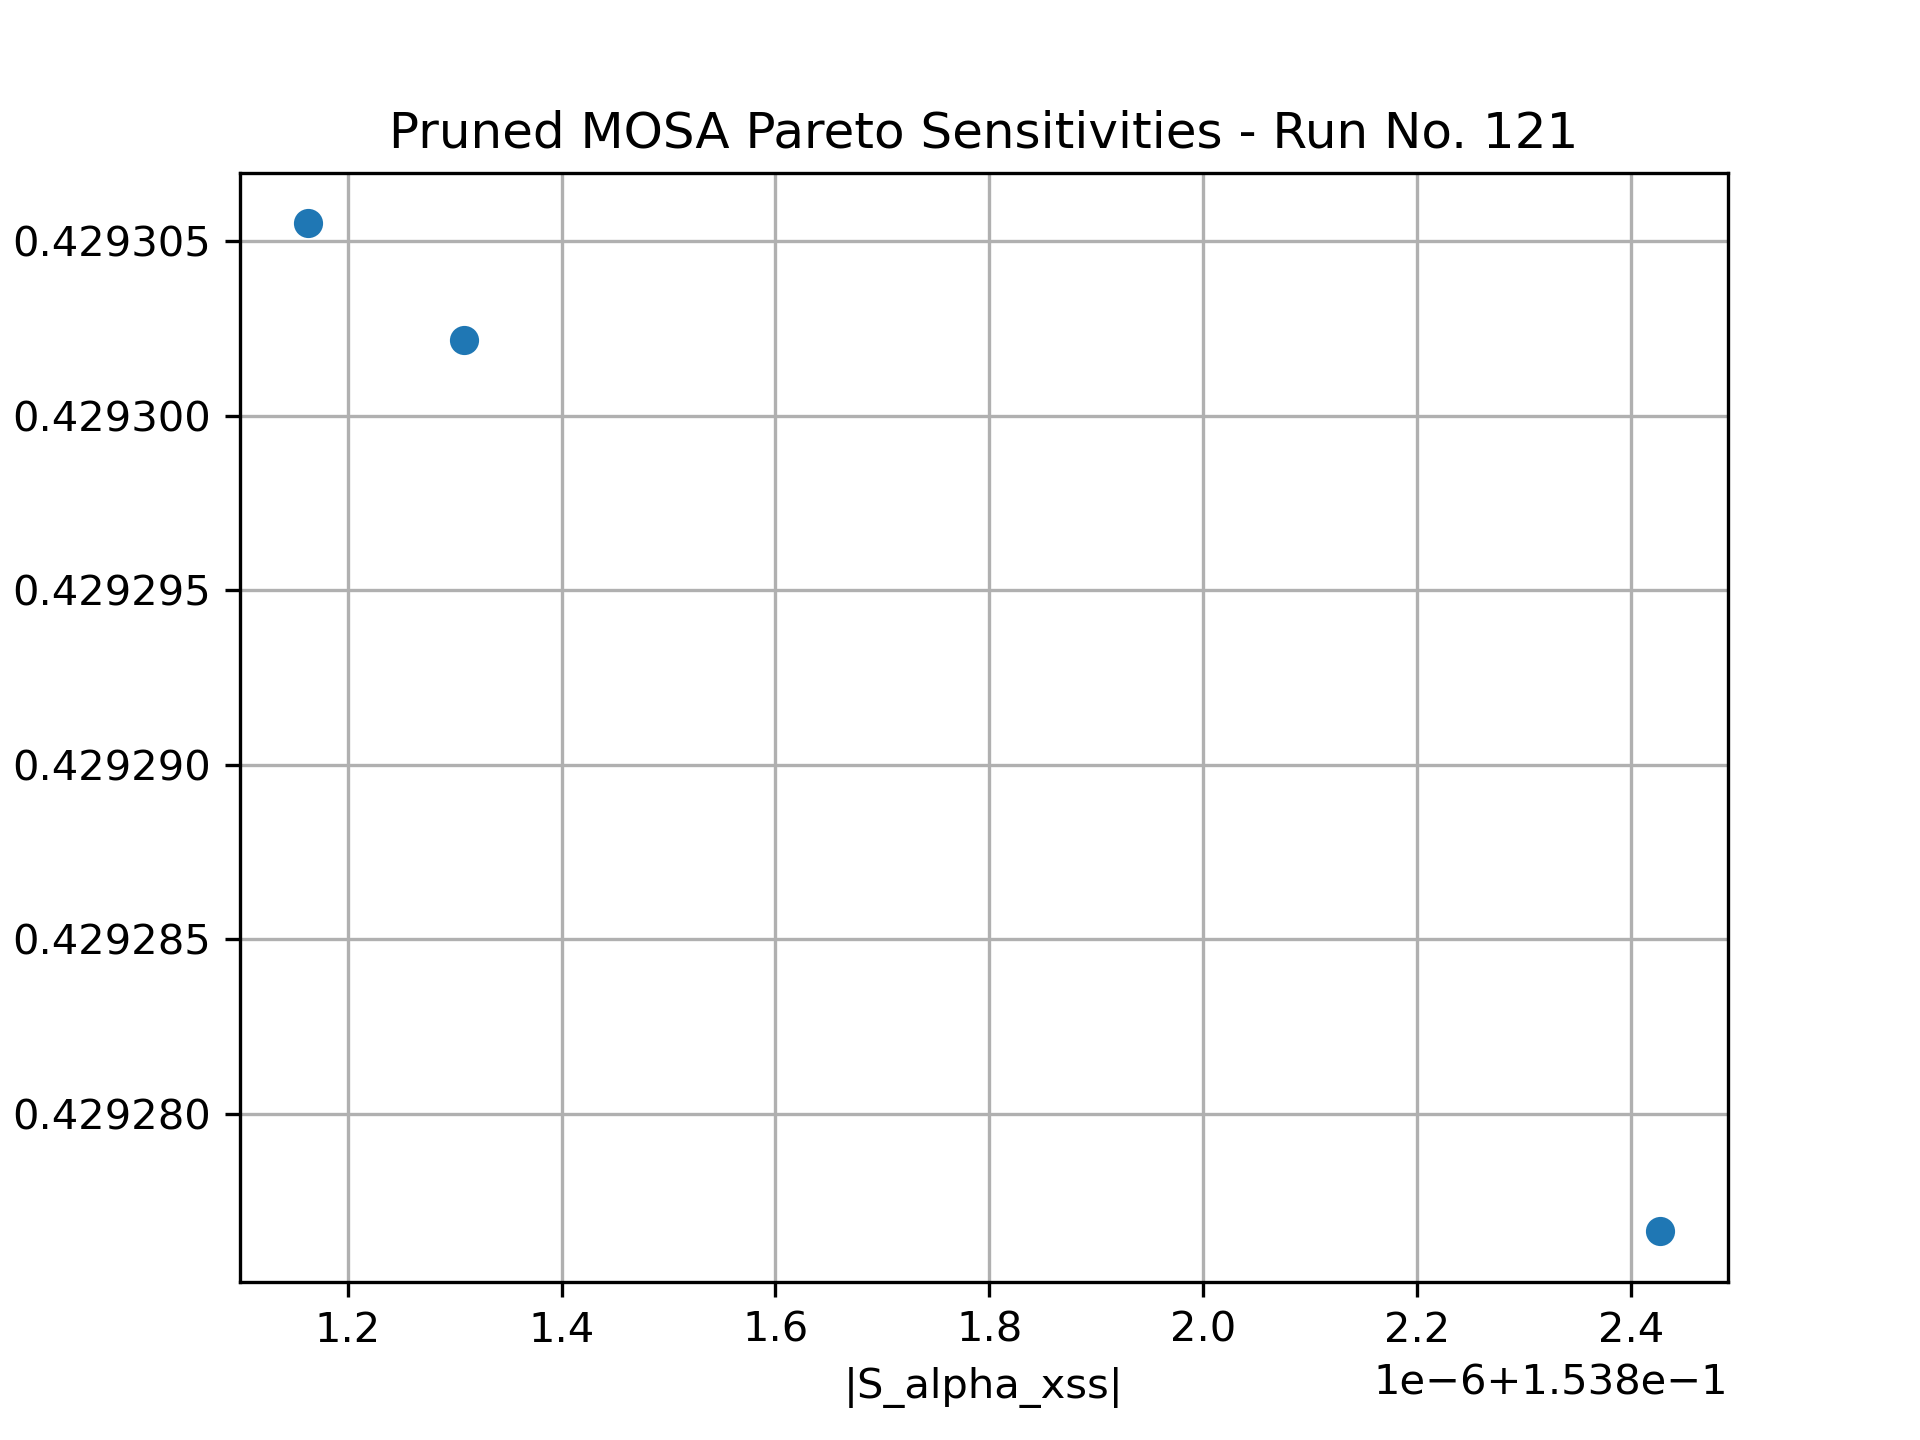 Pruned MOSA Pareto Sensitivities - Run No. 121
0.429305
0.429300
0.429295
0.429290
0.429285
0.429280
1.2 1.4 1.6 1.8 2.0 2.2 2.4
|S_alpha_xss|
1e−6+1.538e−1